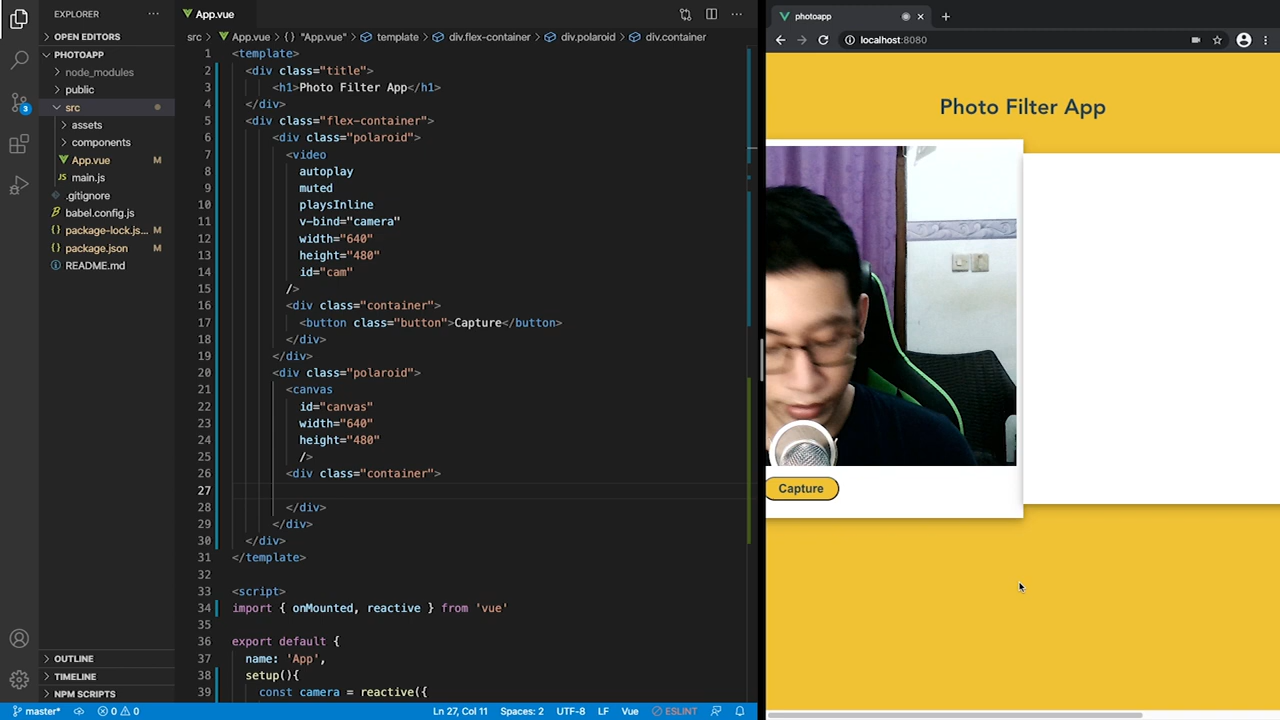 EXPLORER
OPEN EDITORS
PHOTOAPP
node_modules
public
src
assets
components
App.vue M
main.js
.gitignore
babel.config.js
package-lock.js... M
package.json M
README.md
OUTLINE
TIMELINE
NPM SCRIPTS
3
App.vue
src > App.vue > {} "App.vue" > template > div.flex-container > div.polaroid > div.container
1 <template>
2 <div class="title">
3 <h1>Photo Filter App</h1>
4 </div>
5 <div class="flex-container">
6 <div class="polaroid">
7 <video
8 autoplay
9 muted
10 playsInline
11 v-bind="camera"
12 width="640"
13 height="480"
14 id="cam"
15 />
16 <div class="container">
17 <button class="button">Capture</button>
18 </div>
19 </div>
20 <div class="polaroid">
21 <canvas
22 id="canvas"
23 width="640"
24 height="480"
25 />
26 <div class="container">
27
28 </div>
29 </div>
30 </div>
31 </template>
32
33 <script>
34 import { onMounted, reactive } from 'vue'
35
36 export default {
37 name: 'App',
38 setup(){
39 const camera = reactive({
master* 0 0 Ln 27, Col 11 Spaces: 2 UTF-8 LF Vue ESLINT
photoapp
localhost:8080
Photo Filter App
Capture